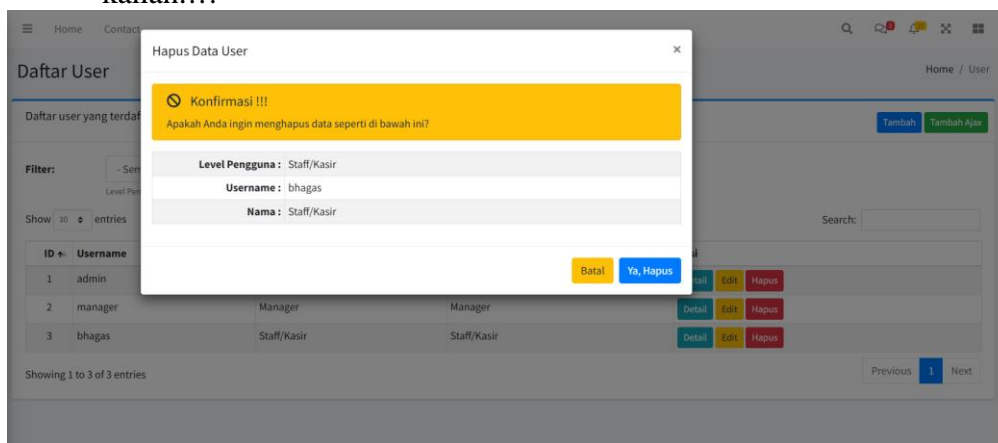 Home Contact
Hapus Data User ×
Daftar User
Home / User
Konfirmasi !!!
Apakah Anda ingin menghapus data seperti di bawah ini?
Daftar user yang terdaf
Tambah Tambah Ajax
Filter: - Sem
Level Pen
Level Pengguna : Staff/Kasir
Username : bhagas
Nama : Staff/Kasir
Show 10 entries
Search:
ID Username
Batal Ya, Hapus
1 admin Detail Edit Hapus
2 manager Manager Manager Detail Edit Hapus
3 bhagas Staff/Kasir Staff/Kasir Detail Edit Hapus
Showing 1 to 3 of 3 entries
Previous 1 Next